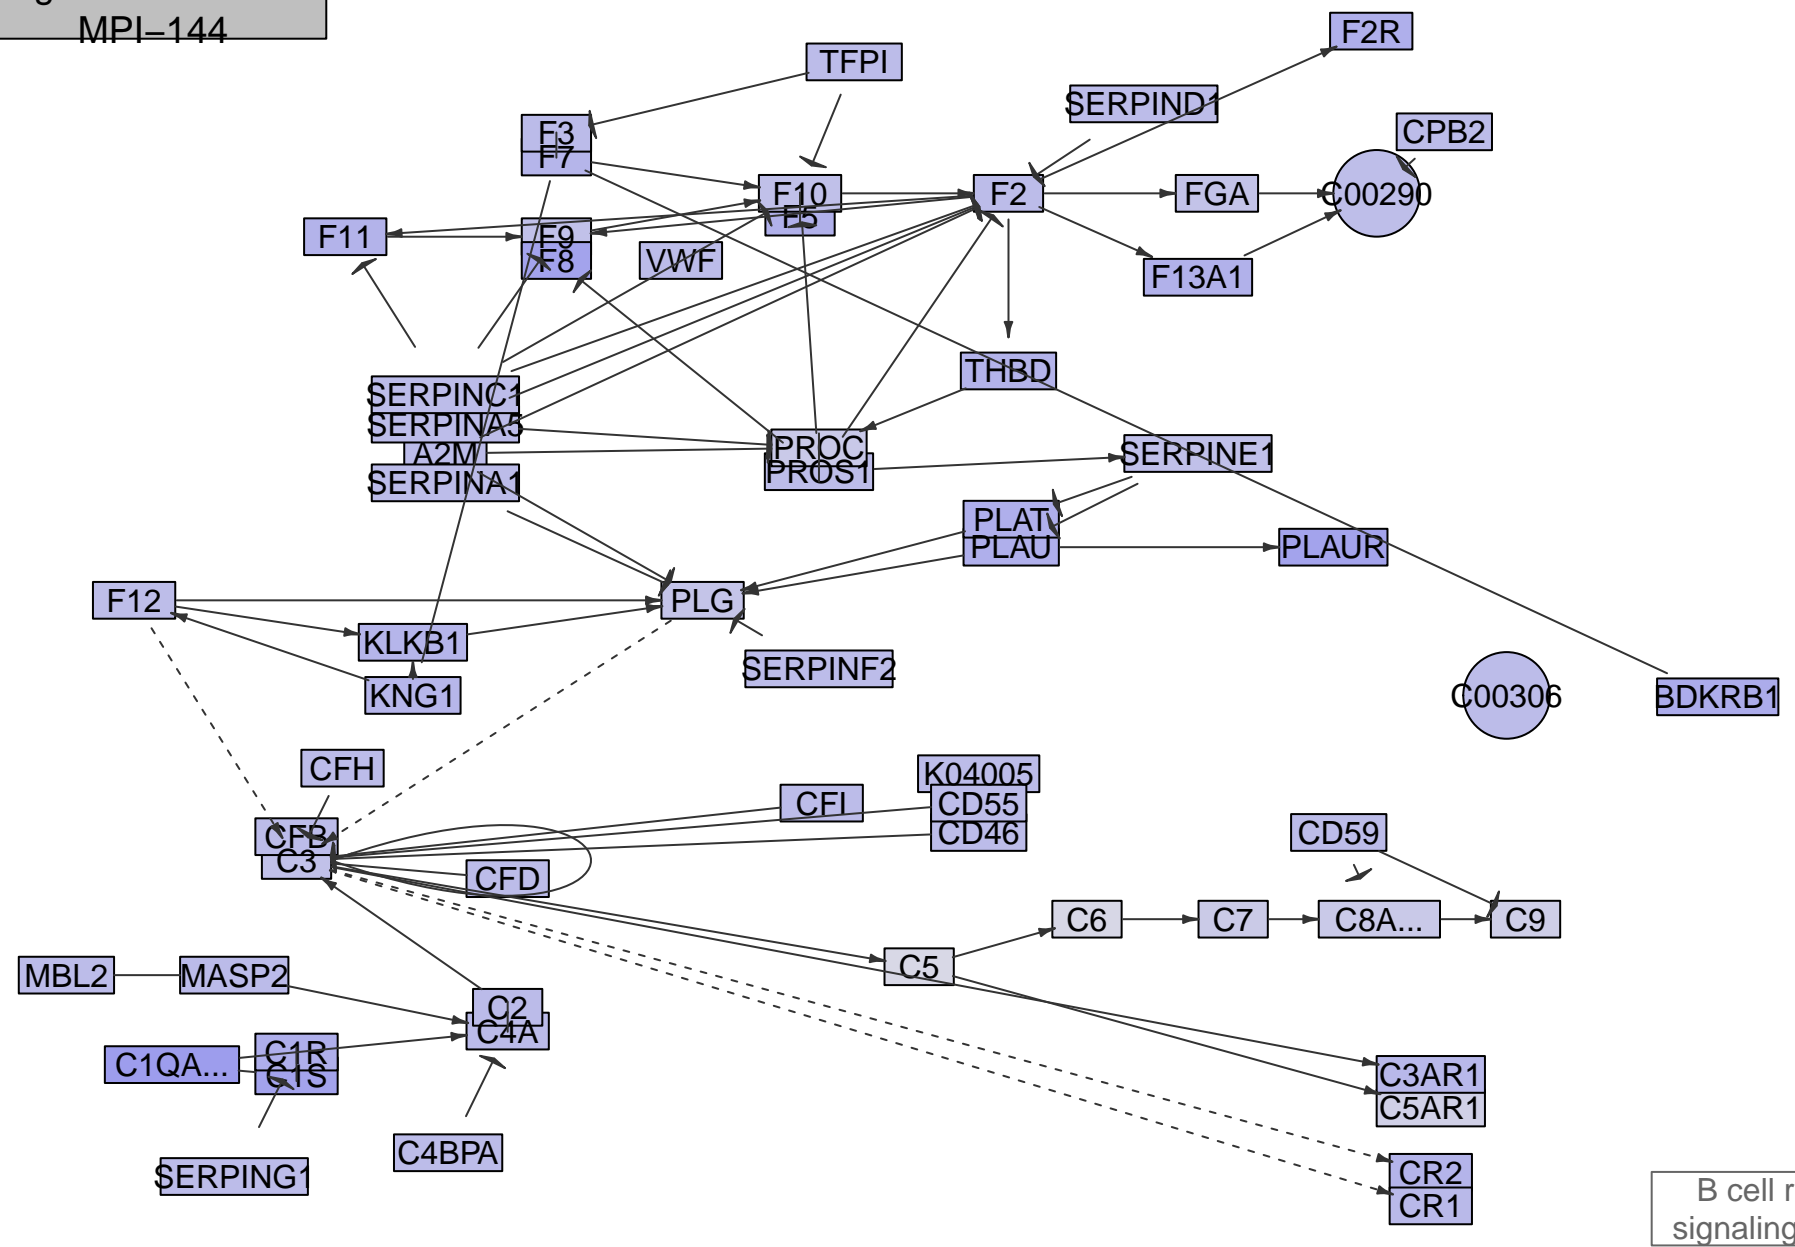 MPI–144
F2R
TFPI
SERPIND1
CPB2
F3
F7
F10
F5
F2
FGA
C00290
F11
F9
F8
VWF
F13A1
THBD
SERPINC1
SERPINA5
A2M
SERPINA1
PROC
PROS1
SERPINE1
PLAT
PLAU
PLAUR
F12
PLG
KLKB1
SERPINF2
KNG1
C00306
BDKRB1
CFH
K04005
CFI
CD55
CD46
CFB
C3
CD59
CFD
C6
C7
C8A...
C9
C5
MBL2
MASP2
C2
C4A
C1QA...
C1R
C1S
C3AR1
C5AR1
C4BPA
SERPING1
CR2
CR1
B cell r
signaling